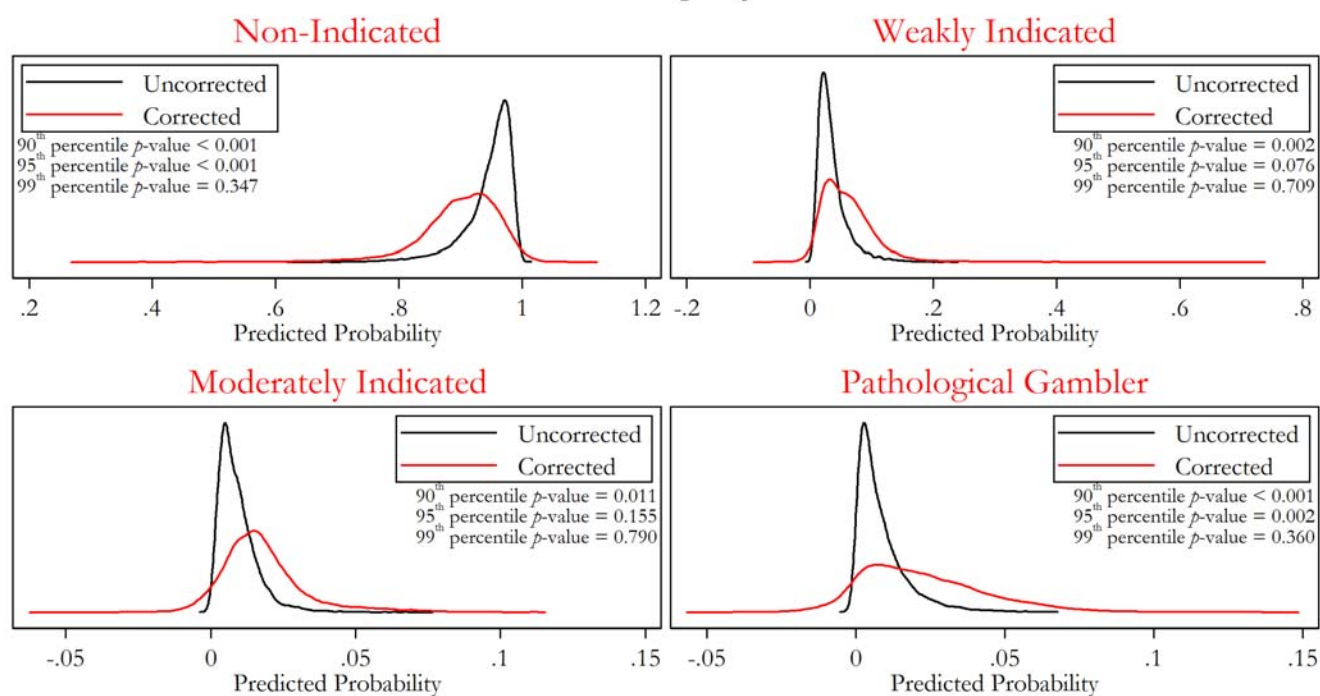 Non-Indicated
Uncorrected
Corrected
90th percentile p-value < 0.001
95th percentile p-value < 0.001
99th percentile p-value = 0.347
.2 .4 .6 .8 1 1.2
Predicted Probability
Weakly Indicated
Uncorrected
Corrected
90th percentile p-value = 0.002
95th percentile p-value = 0.076
99th percentile p-value = 0.709
-.2 0 .2 .4 .6 .8
Predicted Probability
Moderately Indicated
Uncorrected
Corrected
90th percentile p-value = 0.011
95th percentile p-value = 0.155
99th percentile p-value = 0.790
-.05 0 .05 .1 .15
Predicted Probability
Pathological Gambler
Uncorrected
Corrected
90th percentile p-value < 0.001
95th percentile p-value = 0.002
99th percentile p-value = 0.360
-.05 0 .05 .1 .15
Predicted Probability